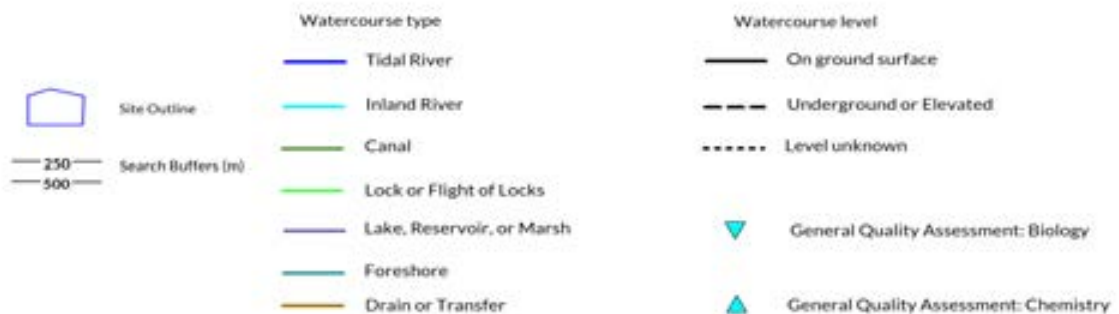 Watercourse type
Watercourse level
Tidal River
On ground surface
Site Outline
Inland River
Underground or Elevated
250
Search Buffers (m)
500
Canal
Level unknown
Lock or Flight of Locks
Lake, Reservoir, or Marsh
General Quality Assessment: Biology
Foreshore
Drain or Transfer
General Quality Assessment: Chemistry